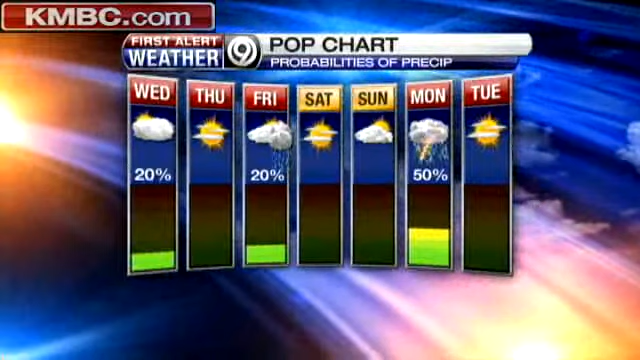 KMBC.com
FIRST ALERT
WEATHER
9
POP CHART
PROBABILITIES OF PRECIP
WED THU FRI SAT SUN MON TUE
20% 20% 50%